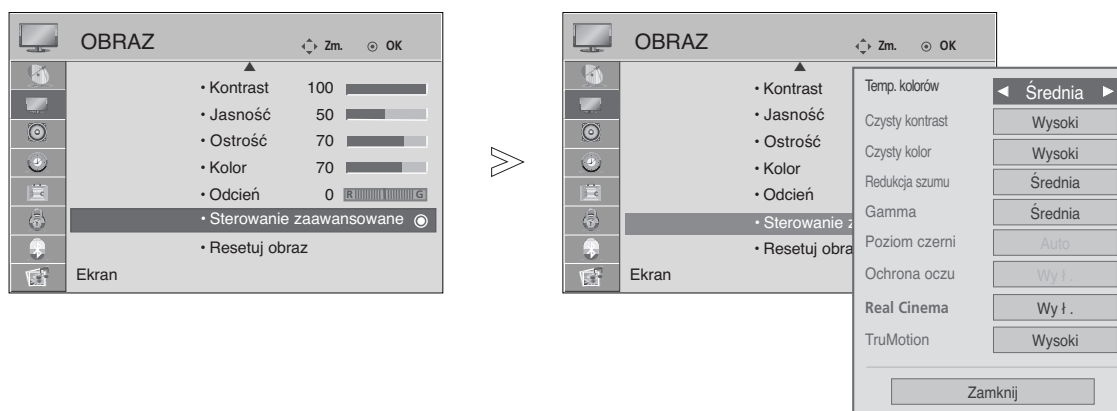 OBRAZ
Zm. OK
• Kontrast 100
• Jasność 50
• Ostrość 70
• Kolor 70
• Odcień 0 R G
• Sterowanie zaawansowane
• Resetuj obraz
Ekran
OBRAZ
Zm. OK
• Kontrast
• Jasność
• Ostrość
• Kolor
• Odcień
• Sterowanie z
• Resetuj obra
Ekran
Temp. kolorów Średnia
Czysty kontrast Wysoki
Czysty kolor Wysoki
Redukcja szumu Średnia
Gamma Średnia
Poziom czerni Auto
Ochrona oczu Wy ł .
Real Cinema Wy ł .
TruMotion Wysoki
Zamknij